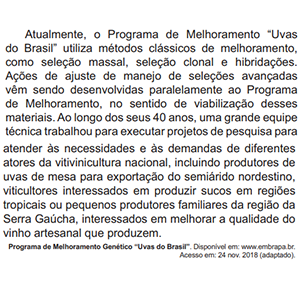 Atualmente, o Programa de Melhoramento “Uvas
do Brasil” utiliza métodos clássicos de melhoramento,
como seleção massal, seleção clonal e hibridações.
Ações de ajuste de manejo de seleções avançadas
vêm sendo desenvolvidas paralelamente ao Programa
de Melhoramento, no sentido de viabilização desses
materiais. Ao longo dos seus 40 anos, uma grande equipe
técnica trabalhou para executar projetos de pesquisa para
atender às necessidades e às demandas de diferentes
atores da vitivinicultura nacional, incluindo produtores de
uvas de mesa para exportação do semiárido nordestino,
viticultores interessados em produzir sucos em regiões
tropicais ou pequenos produtores familiares da região da
Serra Gaúcha, interessados em melhorar a qualidade do
vinho artesanal que produzem.
Programa de Melhoramento Genético “Uvas do Brasil”. Disponível em: www.embrapa.br.
Acesso em: 24 nov. 2018 (adaptado).